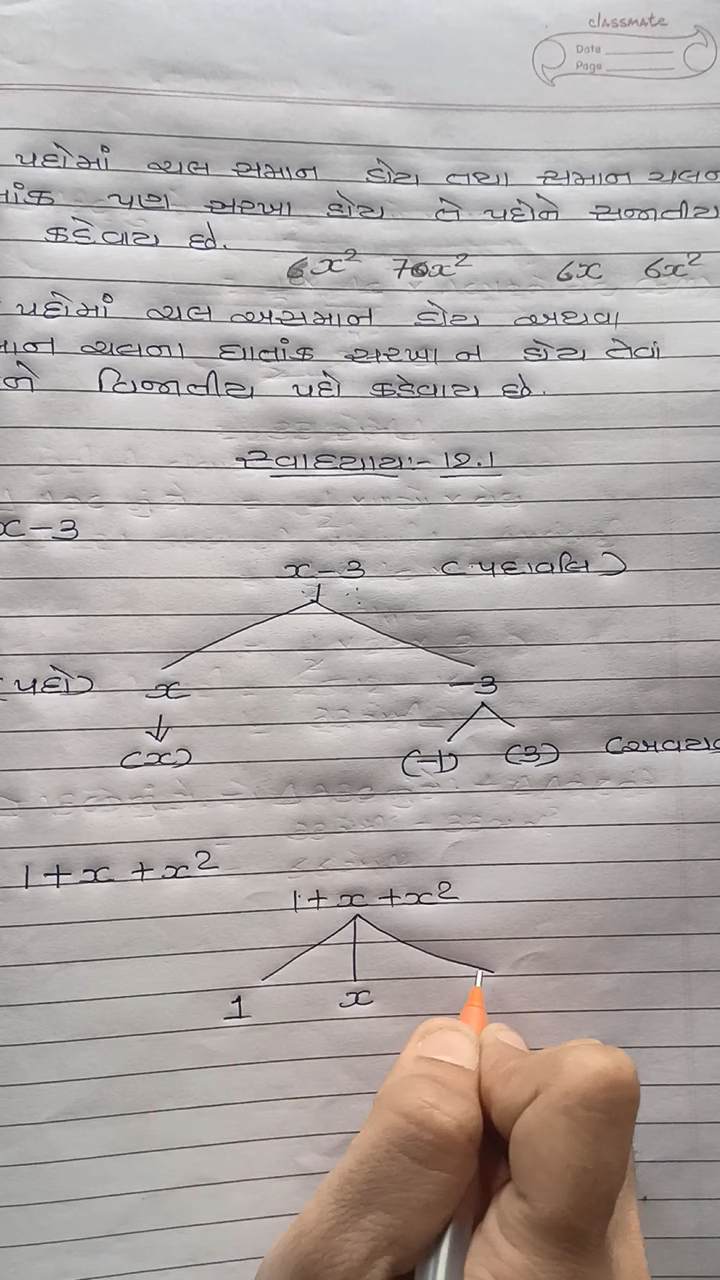 classmate
Date
Page
પદોમાં ચલ સમાન હોય તથા સમાન ચલન
પણ સરખા હોય તે પદોને સજાતીય
કહેવાય છે.
6x² 76x² 6x 6x²
પદોમાં ચલ અસમાન હોય અથવા
ચલના ઘાતાંક સરખા ન હોય તેવાં
વિજાતીય પદો કહેવાય છે.
સ્વાધ્યાય:- 12.1
x-3
x-3 (પદાવલિ)
(પદો) x -3
(x) (-1) (3) (અવયવ
1+x+x²
1+x+x²
1 x